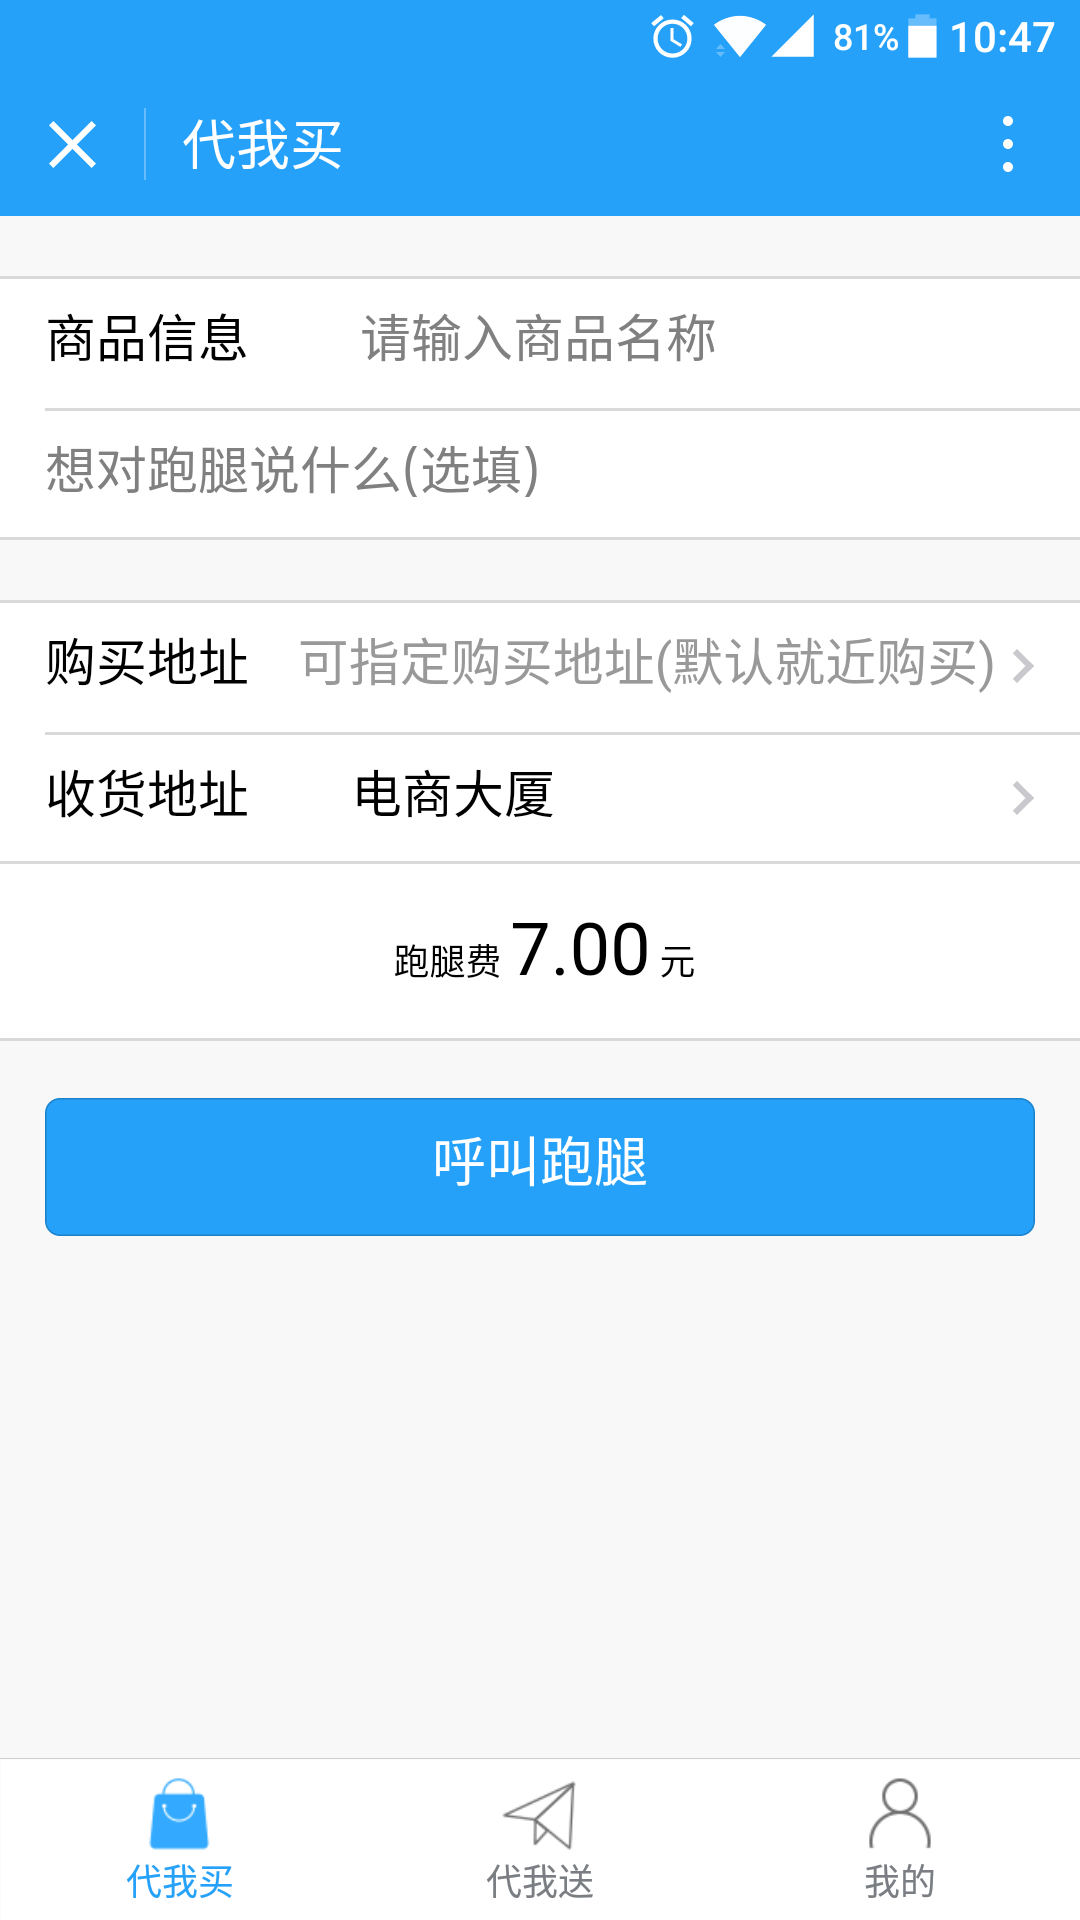 81% 10:47
代我买
商品信息 请输入商品名称
想对跑腿说什么(选填)
购买地址 可指定购买地址(默认就近购买)
收货地址 电商大厦
跑腿费 7.00 元
呼叫跑腿
代我买 代我送 我的